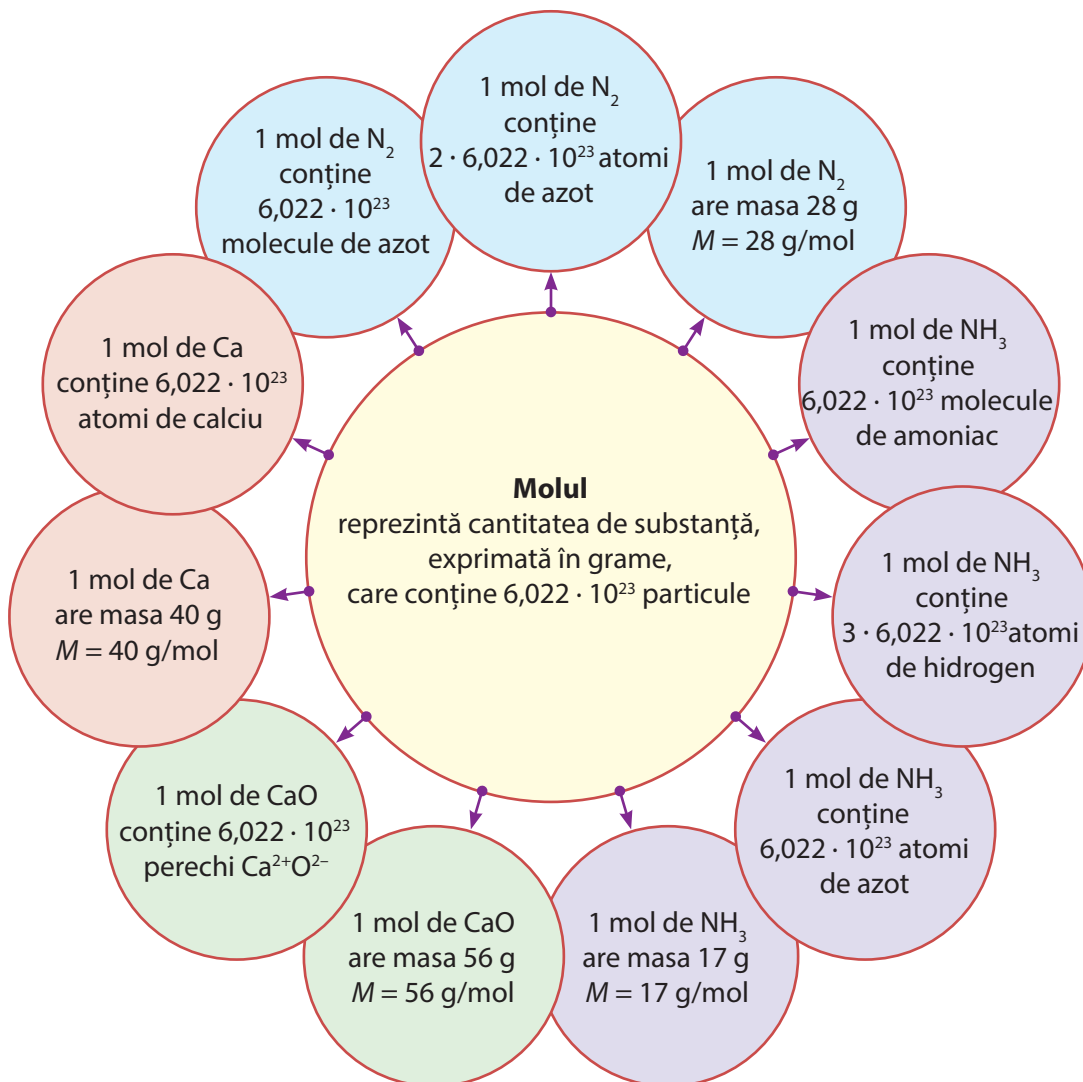 1 mol de N₂
conține
2 · 6,022 · 10²³ atomi
de azot
1 mol de N₂
are masa 28 g
M = 28 g/mol
1 mol de NH₃
conține
6,022 · 10²³ molecule
de amoniac
1 mol de NH₃
conține
3 · 6,022 · 10²³atomi
de hidrogen
1 mol de NH₃
conține
6,022 · 10²³ atomi
de azot
1 mol de NH₃
are masa 17 g
M = 17 g/mol
1 mol de CaO
are masa 56 g
M = 56 g/mol
1 mol de CaO
conține 6,022 · 10²³
perechi Ca²⁺O²⁻
1 mol de Ca
are masa 40 g
M = 40 g/mol
1 mol de Ca
conține 6,022 · 10²³
atomi de calciu
1 mol de N₂
conține
6,022 · 10²³
molecule de azot
Molul
reprezintă cantitatea de substanță,
exprimată în grame,
care conține 6,022 · 10²³ particule